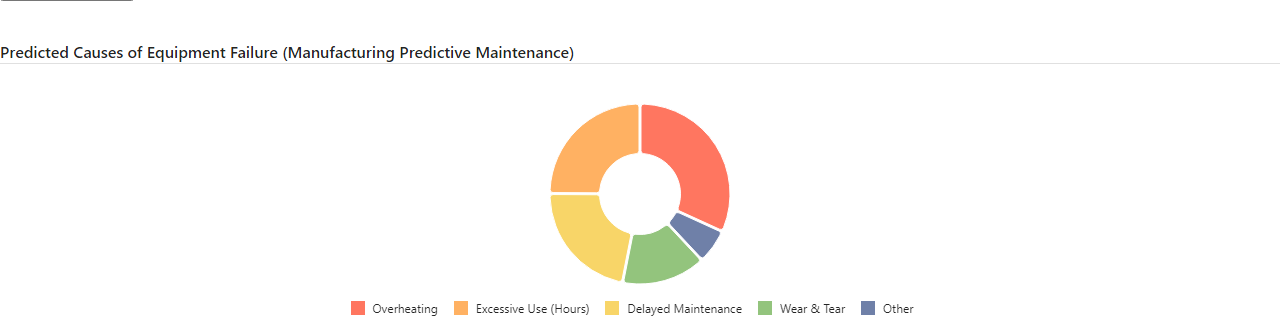 Predicted Causes of Equipment Failure (Manufacturing Predictive Maintenance)
Overheating Excessive Use (Hours) Delayed Maintenance Wear & Tear Other